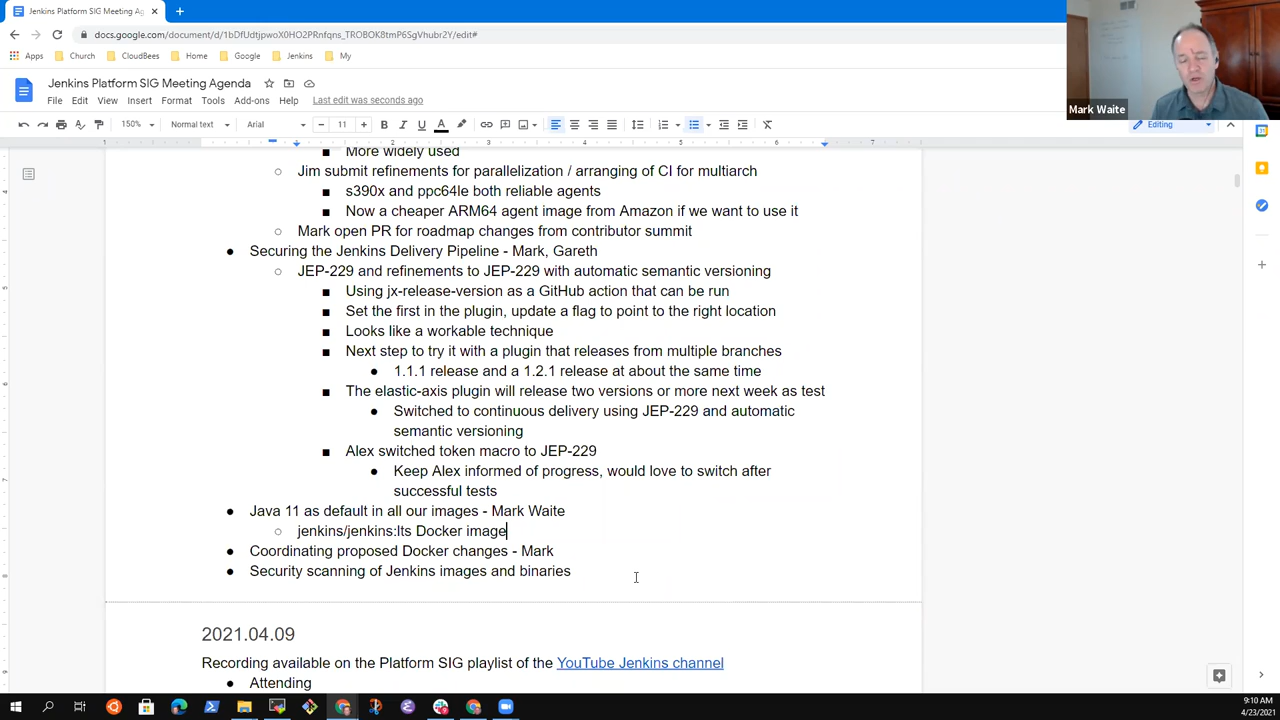 Jenkins Platform SIG Meeting Ag
docs.google.com/document/d/1bDfUdtjpwoX0HO2PRnfqns_TROBOK8tmP6SgVhubr2Y/edit#
Apps Church CloudBees Home Google Jenkins My
Jenkins Platform SIG Meeting Agenda
File Edit View Insert Format Tools Add-ons Help Last edit was seconds ago
Mark Waite
150% Normal text Arial 11 Editing
1 1 2 3 4 5 6 7
More widely used
Jim submit refinements for parallelization / arranging of CI for multiarch
s390x and ppc64le both reliable agents
Now a cheaper ARM64 agent image from Amazon if we want to use it
Mark open PR for roadmap changes from contributor summit
Securing the Jenkins Delivery Pipeline - Mark, Gareth
JEP-229 and refinements to JEP-229 with automatic semantic versioning
Using jx-release-version as a GitHub action that can be run
Set the first in the plugin, update a flag to point to the right location
Looks like a workable technique
Next step to try it with a plugin that releases from multiple branches
1.1.1 release and a 1.2.1 release at about the same time
The elastic-axis plugin will release two versions or more next week as test
Switched to continuous delivery using JEP-229 and automatic
semantic versioning
Alex switched token macro to JEP-229
Keep Alex informed of progress, would love to switch after
successful tests
Java 11 as default in all our images - Mark Waite
jenkins/jenkins:lts Docker image
Coordinating proposed Docker changes - Mark
Security scanning of Jenkins images and binaries
2021.04.09
Recording available on the Platform SIG playlist of the YouTube Jenkins channel
Attending
9:10 AM
4/23/2021